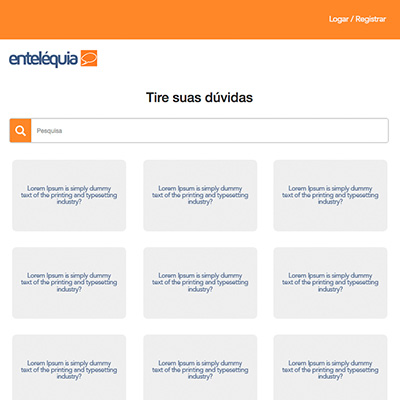 Logar / Registrar
enteléquia
Tire suas dúvidas
Pesquisa
Lorem Ipsum is simply dummy
text of the printing and typesetting
industry?
Lorem Ipsum is simply dummy
text of the printing and typesetting
industry?
Lorem Ipsum is simply dummy
text of the printing and typesetting
industry?
Lorem Ipsum is simply dummy
text of the printing and typesetting
industry?
Lorem Ipsum is simply dummy
text of the printing and typesetting
industry?
Lorem Ipsum is simply dummy
text of the printing and typesetting
industry?
Lorem Ipsum is simply dummy
text of the printing and typesetting
industry?
Lorem Ipsum is simply dummy
text of the printing and typesetting
industry?
Lorem Ipsum is simply dummy
text of the printing and typesetting
industry?